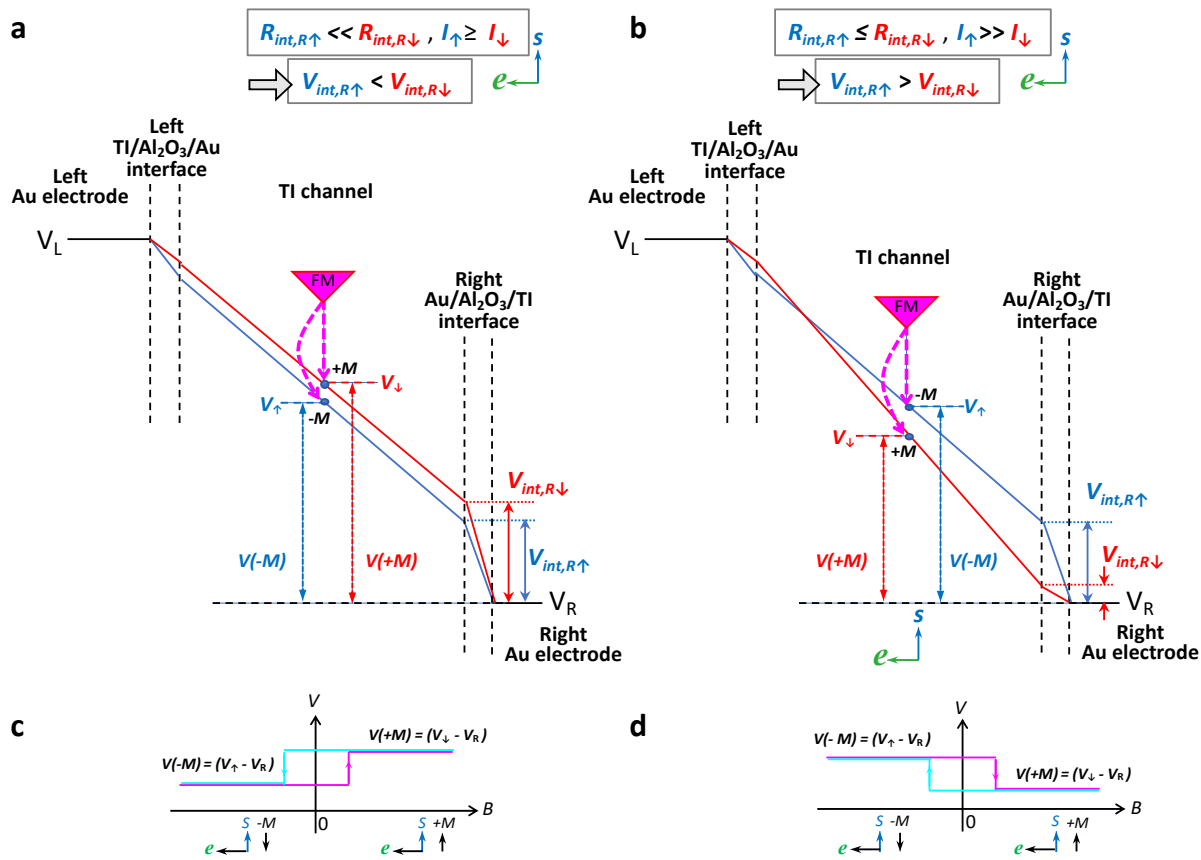 a
R_int,R↑ << R_int,R↓ , I↑ ≥ I↓
V_int,R↑ < V_int,R↓
e
s
Left
TI/Al₂O₃/Au
interface
Left
Au electrode
TI channel
V_L
FM
Right
Au/Al₂O₃/TI
interface
+M
V↓
V↑
-M
V_int,R↓
V(-M)
V(+M)
V_int,R↑
V_R
Right
Au electrode
b
R_int,R↑ ≤ R_int,R↓ , I↑ >> I↓
V_int,R↑ > V_int,R↓
e
s
Left
TI/Al₂O₃/Au
interface
Left
Au electrode
V_L
TI channel
Right
Au/Al₂O₃/TI
interface
FM
-M
V↑
V↓
+M
V_int,R↑
V(+M)
V(-M)
V_int,R↓
V_R
s
e
Right
Au electrode
c
V
V(+M) = (V↓ - V_R)
V(-M) = (V↑ - V_R)
0
B
S -M
e
S +M
e
d
V
V(- M) = (V↑ - V_R)
V(+M) = (V↓ - V_R)
0
B
S -M
e
S +M
e